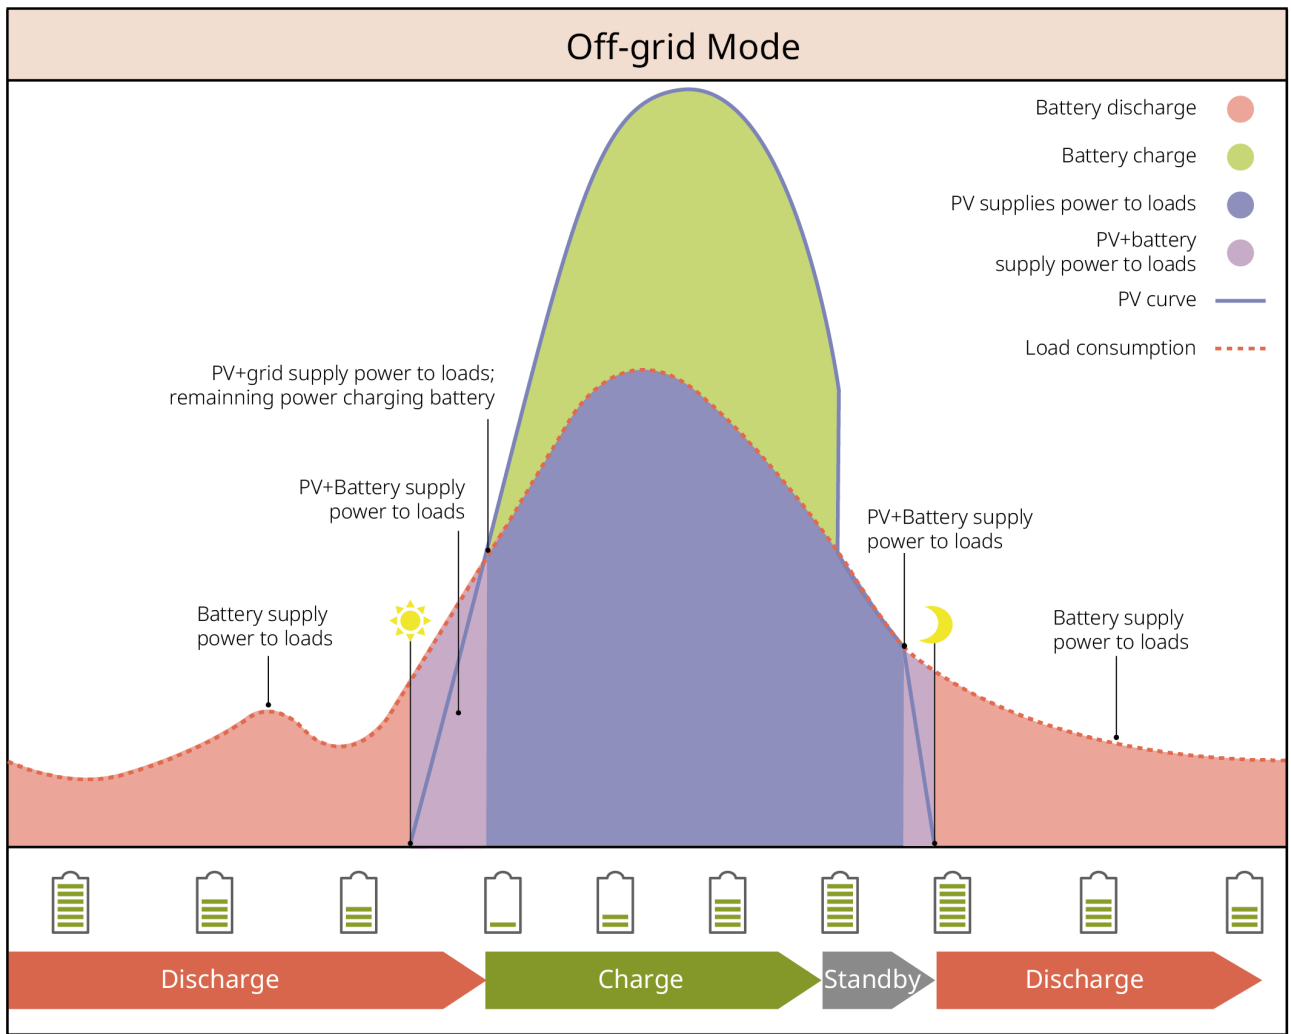 Off-grid Mode
Battery discharge
Battery charge
PV supplies power to loads
PV+battery
supply power to loads
PV curve
Load consumption
PV+grid supply power to loads;
remainning power charging battery
PV+Battery supply
power to loads
PV+Battery supply
power to loads
Battery supply
power to loads
Battery supply
power to loads
Discharge
Charge
Standby
Discharge